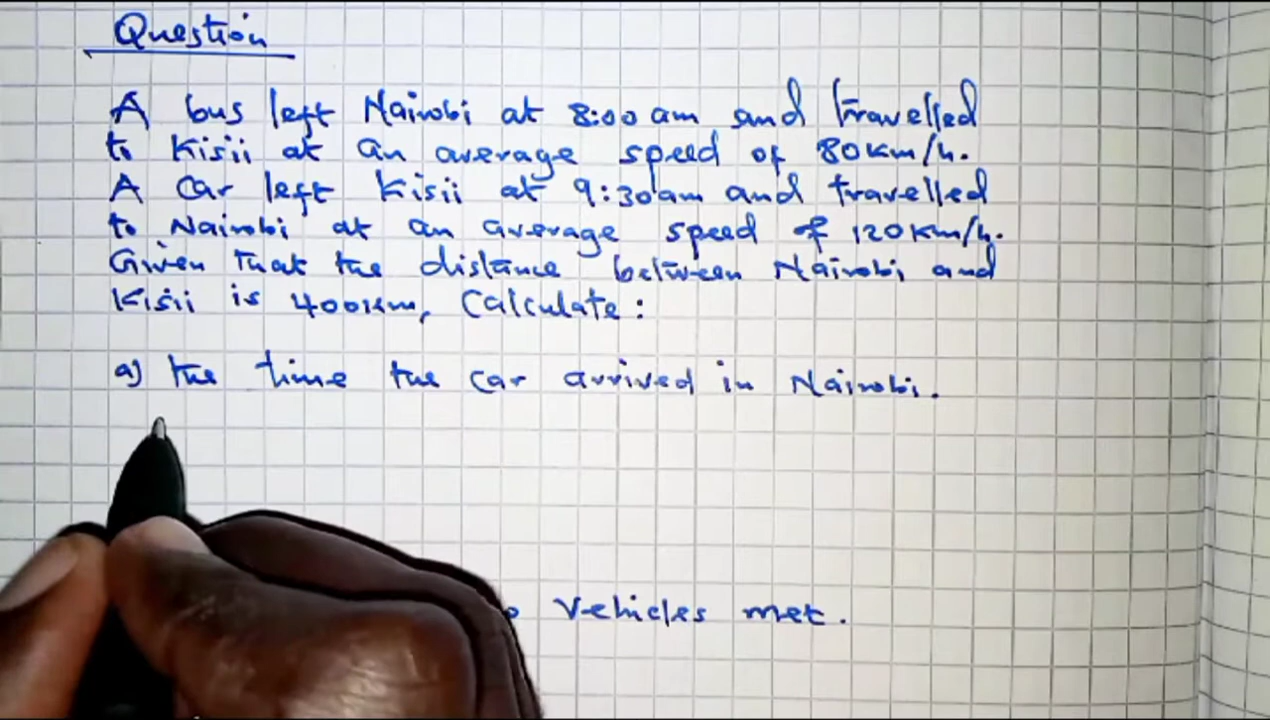 Question
A bus left Nairobi at 8:00 am and travelled
to Kisii at an average speed of 80km/h.
A car left Kisii at 9:30am and travelled
to Nairobi at an average speed of 120km/h.
Given that the distance between Nairobi and
Kisii is 400km, Calculate:
a) the time the car arrived in Nairobi.
vehicles met.